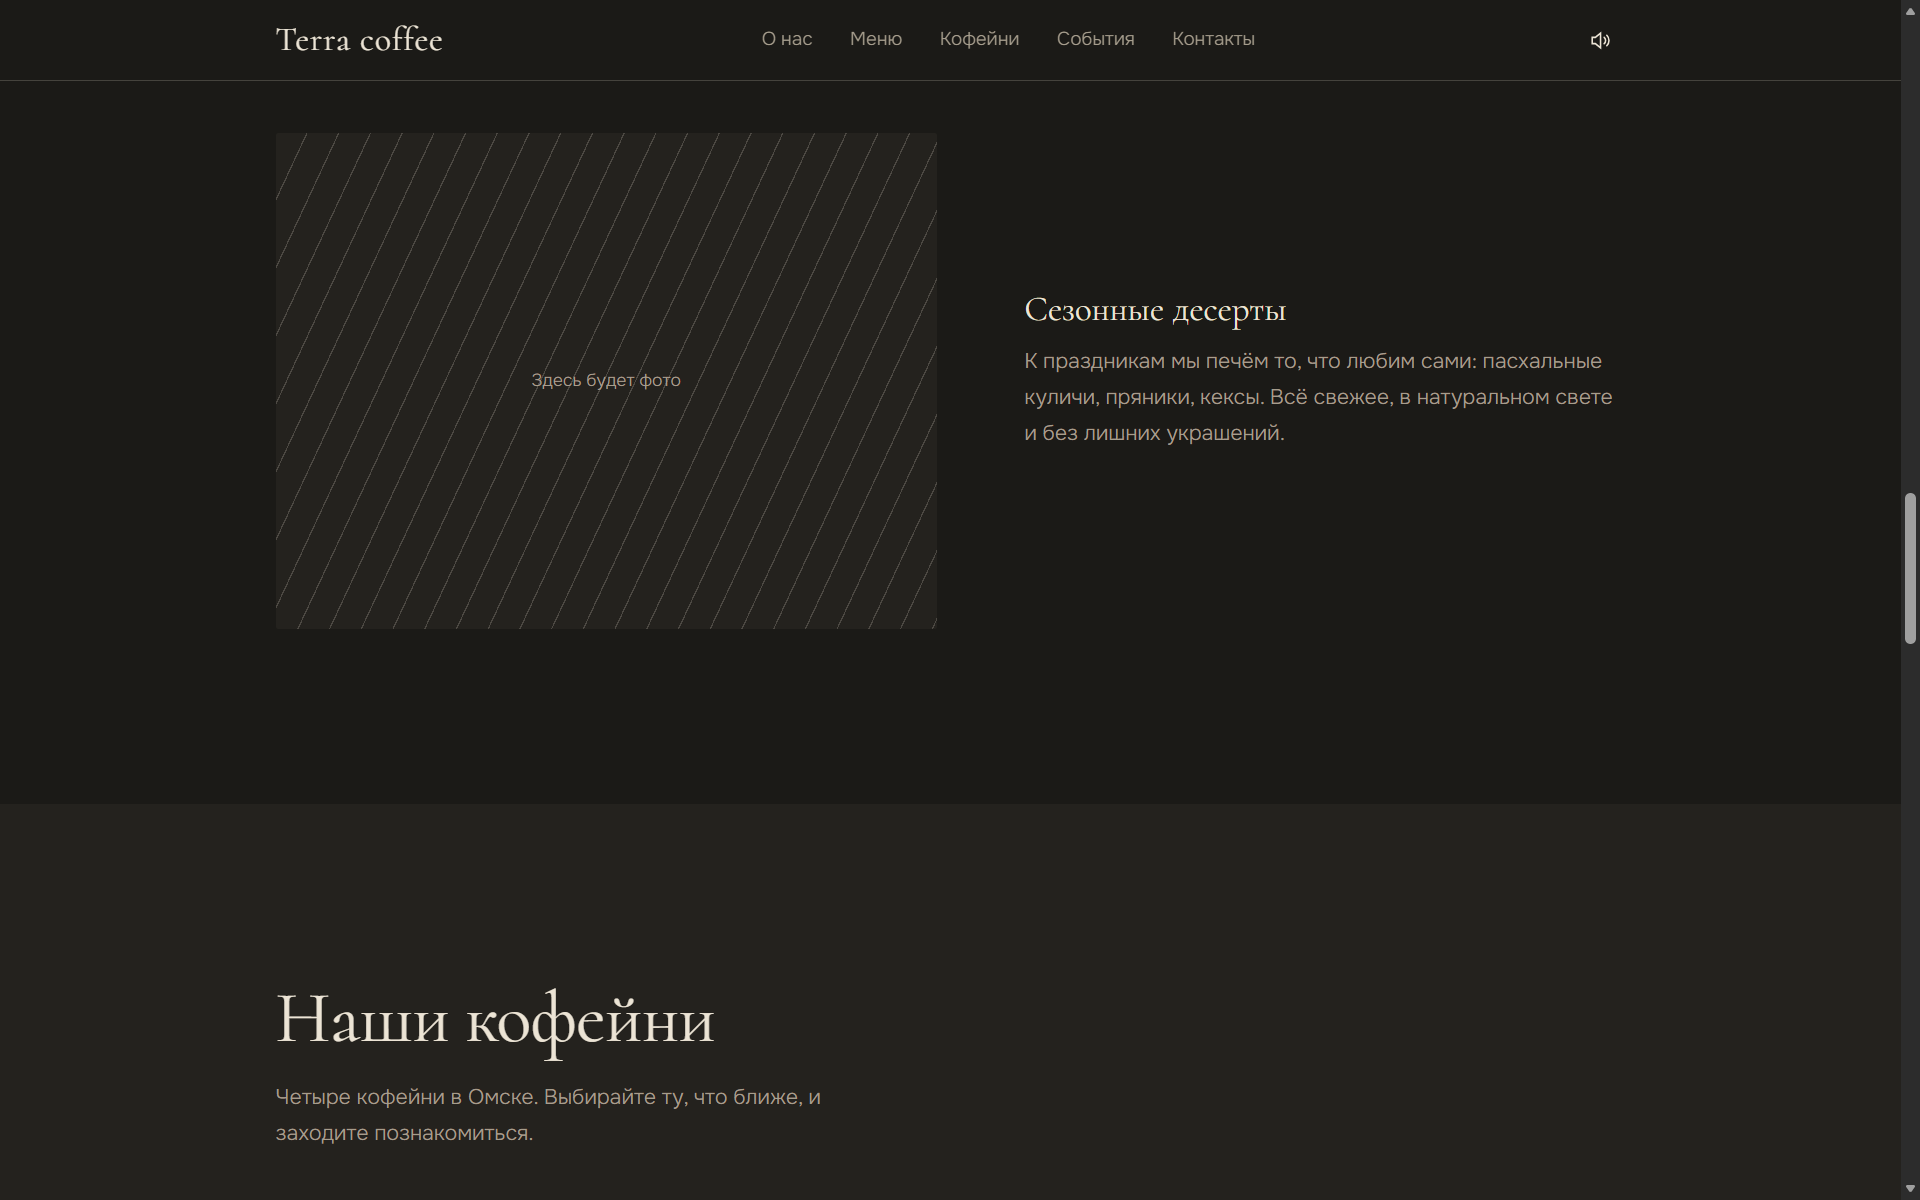 Terra coffee
О нас
Меню
Кофейни
События
Контакты
Здесь будет фото
Сезонные десерты
К праздникам мы печём то, что любим сами: пасхальные
куличи, пряники, кексы. Всё свежее, в натуральном свете
и без лишних украшений.
Наши кофейни
Четыре кофейни в Омске. Выбирайте ту, что ближе, и
заходите познакомиться.